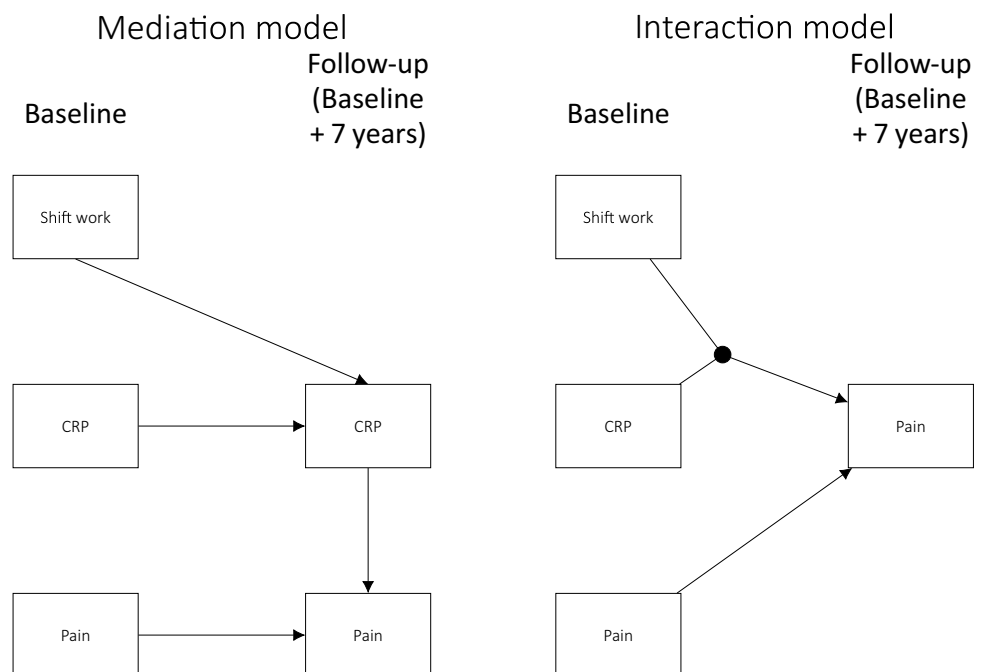 Mediation model
Baseline
Follow-up
(Baseline
+ 7 years)
Shift work
CRP
CRP
Pain
Pain
Interaction model
Baseline
Follow-up
(Baseline
+ 7 years)
Shift work
CRP
Pain
Pain